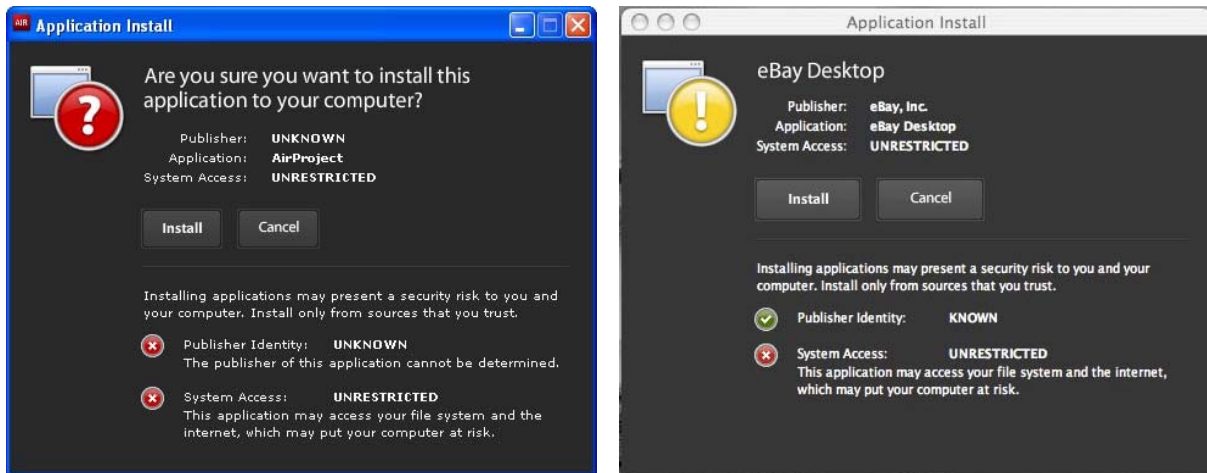 AIR Application Install
Are you sure you want to install this
application to your computer?
Publisher: UNKNOWN
Application: AirProject
System Access: UNRESTRICTED
Install Cancel
Installing applications may present a security risk to you and
your computer. Install only from sources that you trust.
Publisher Identity: UNKNOWN
The publisher of this application cannot be determined.
System Access: UNRESTRICTED
This application may access your file system and the
internet, which may put your computer at risk.
Application Install
eBay Desktop
Publisher: eBay, Inc.
Application: eBay Desktop
System Access: UNRESTRICTED
Install Cancel
Installing applications may present a security risk to you and your
computer. Install only from sources that you trust.
Publisher Identity: KNOWN
System Access: UNRESTRICTED
This application may access your file system and the internet,
which may put your computer at risk.